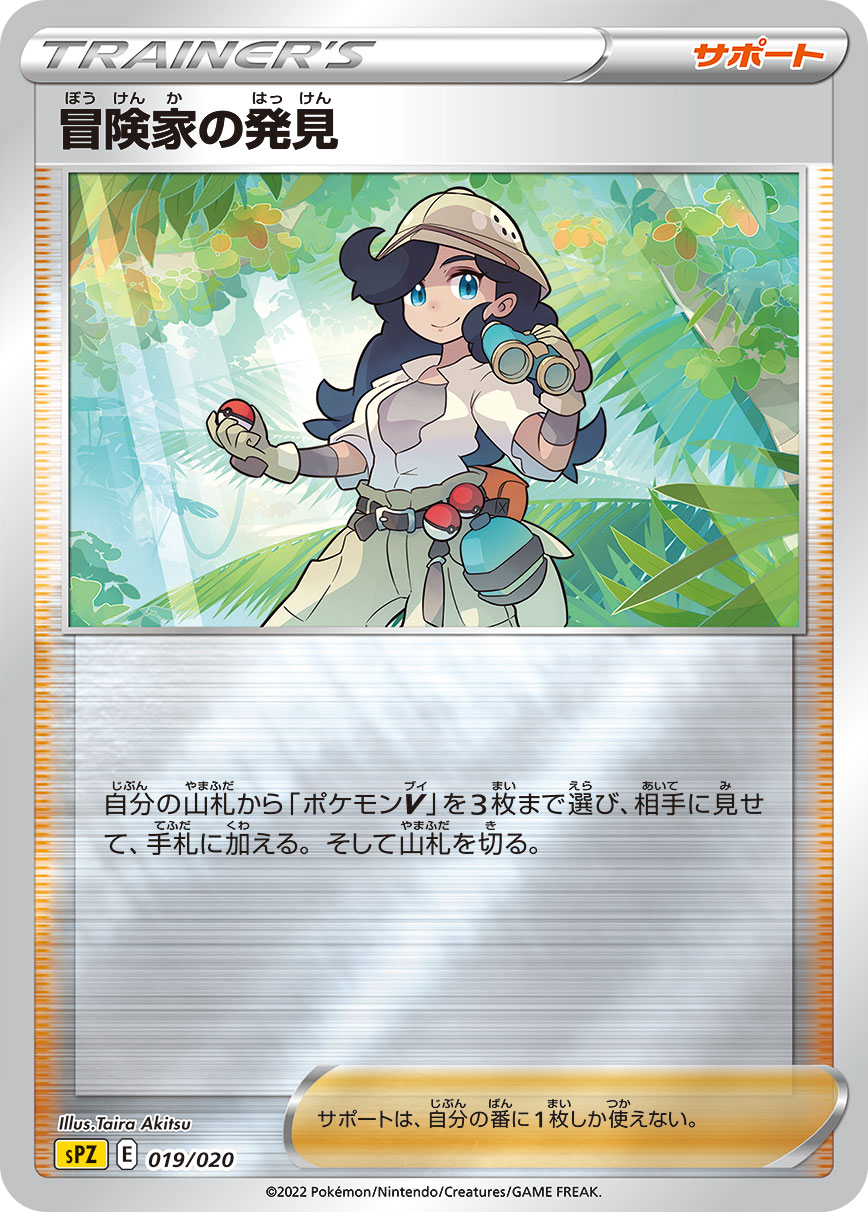 TRAINER'S サポート
ぼう けん か はっ けん
冒険家の発見
じぶん やまふだ ブイ まい えら あいて み
自分の山札から「ポケモンV」を3枚まで選び、相手に見せ
てふだ くわ やまふだ き
て、手札に加える。そして山札を切る。
Illus.Taira Akitsu
じぶん ばん まい つか
サポートは、自分の番に1枚しか使えない。
sPZ E 019/020
©2022 Pokémon/Nintendo/Creatures/GAME FREAK.